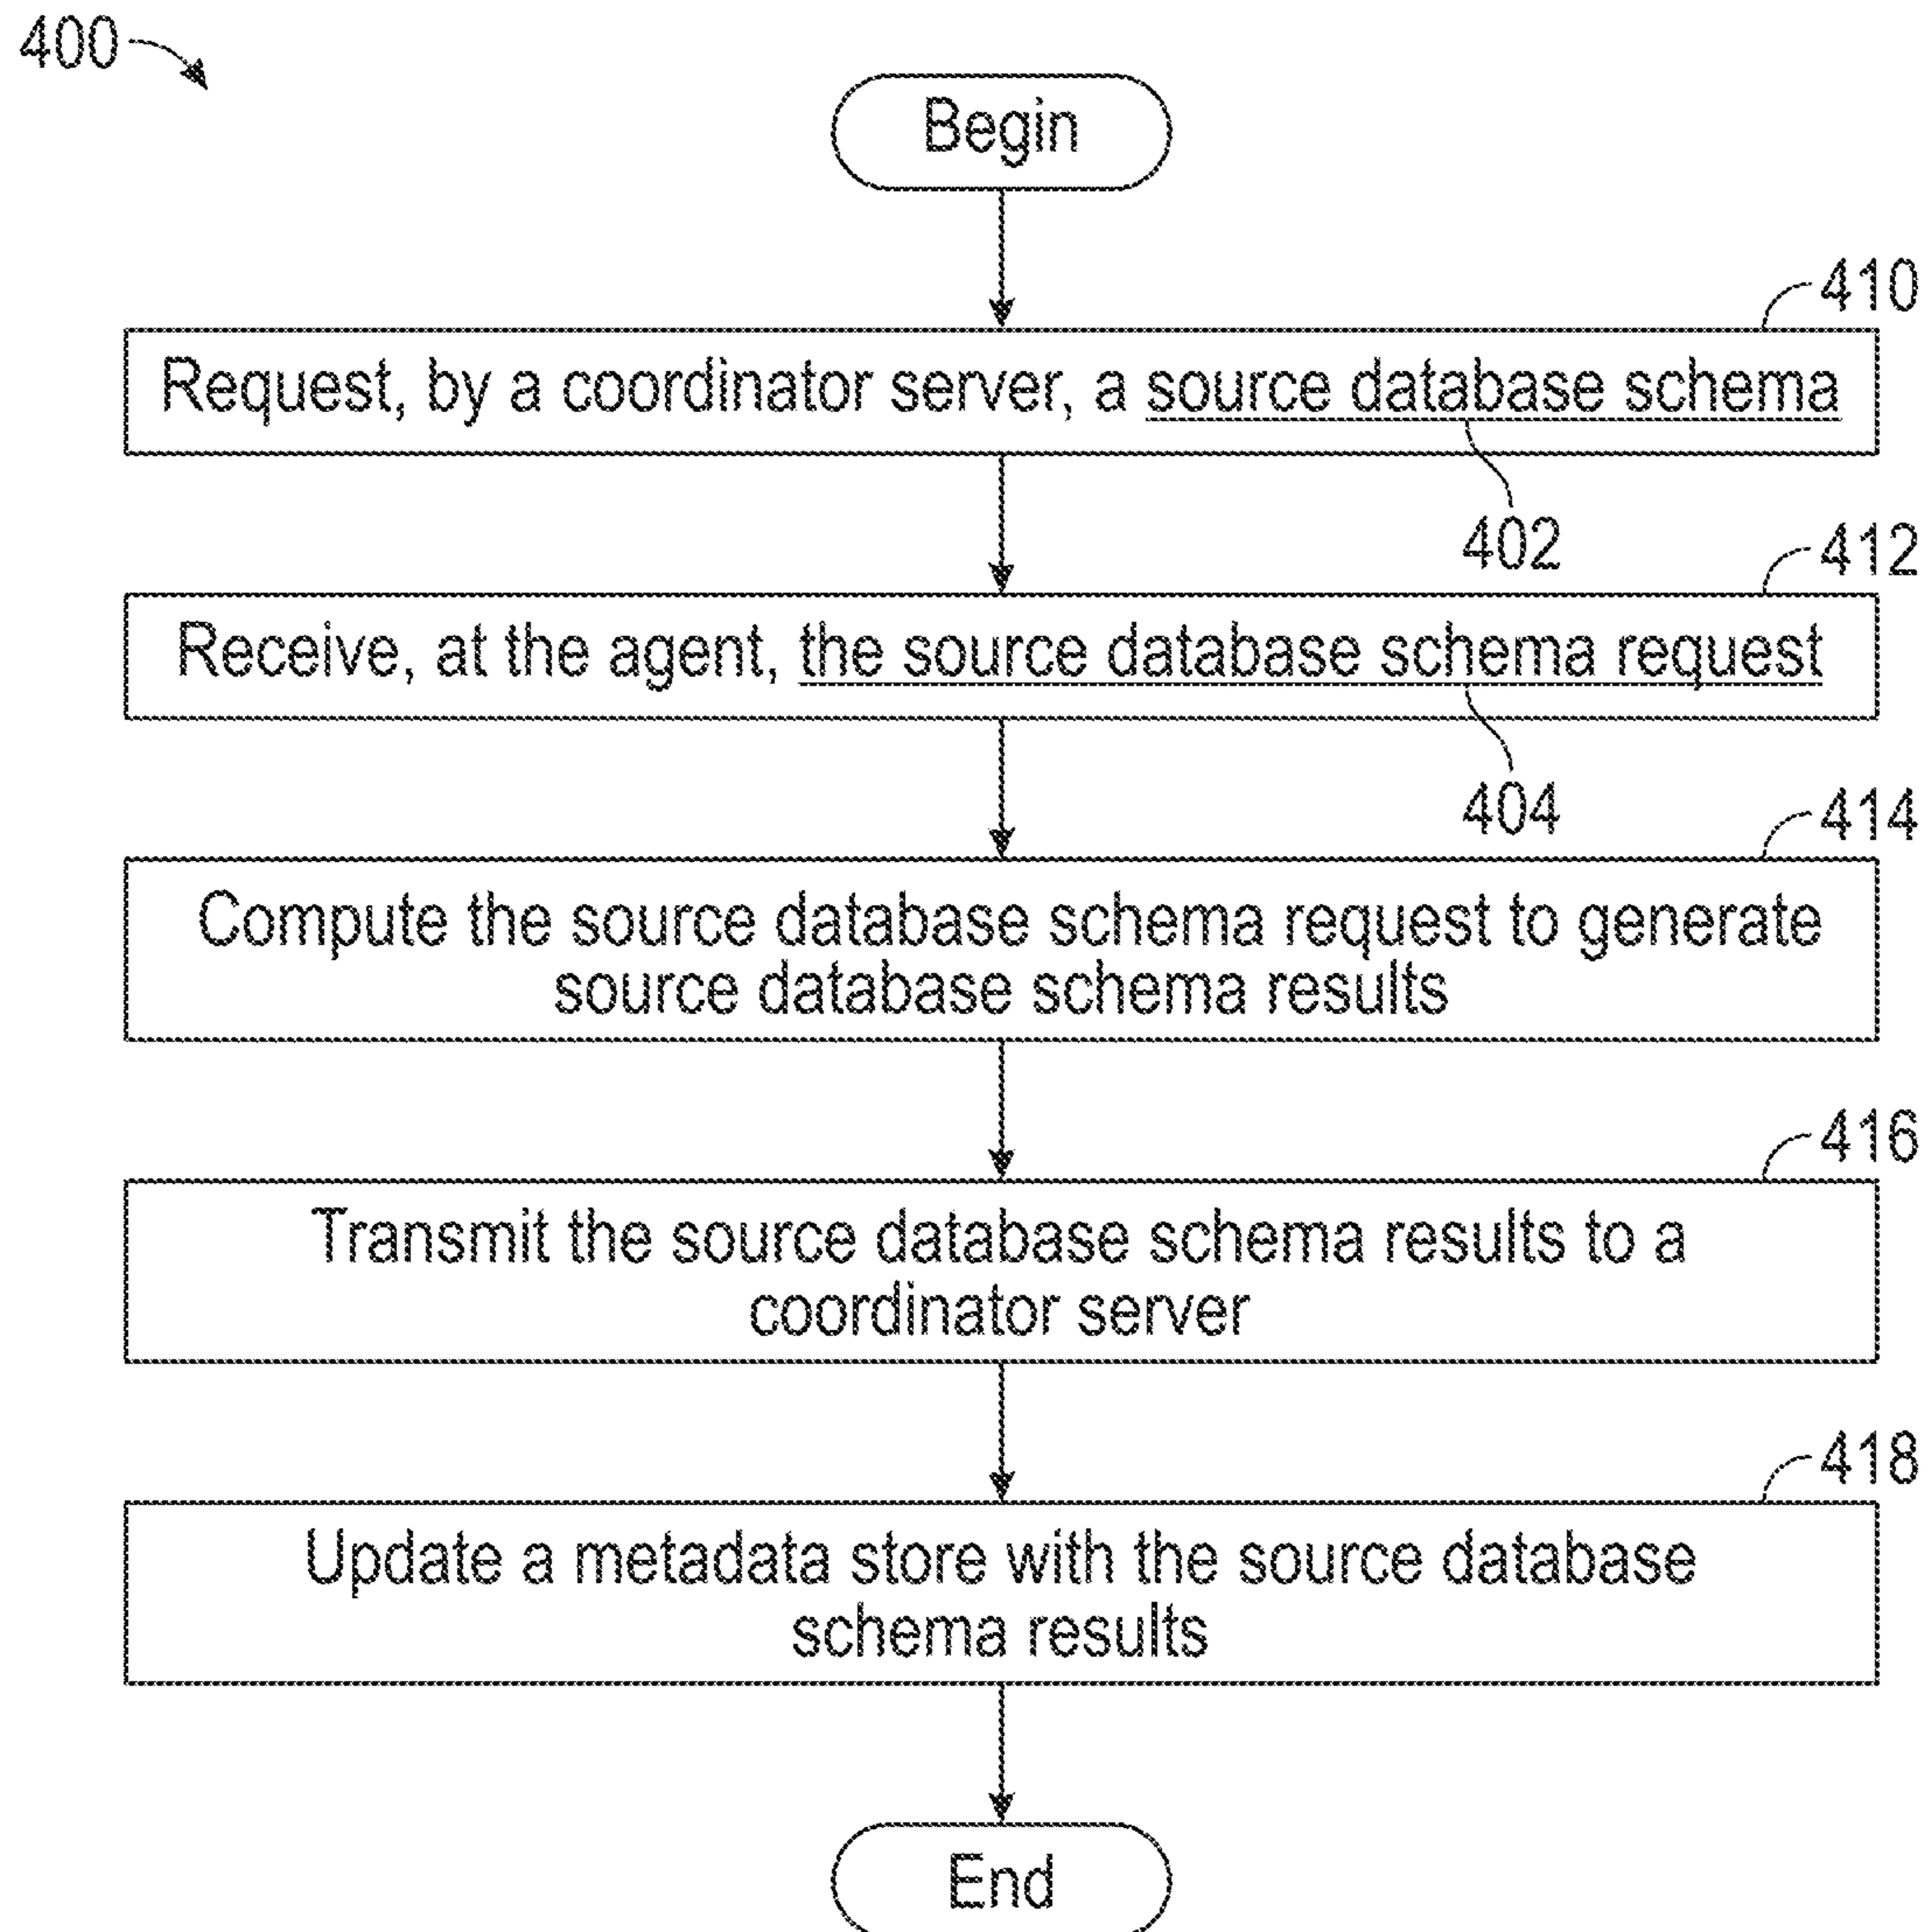 400
Begin
410
Request, by a coordinator server, a source database schema
402
412
Receive, at the agent, the source database schema request
404
414
Compute the source database schema request to generate
source database schema results
416
Transmit the source database schema results to a
coordinator server
418
Update a metadata store with the source database
schema results
End